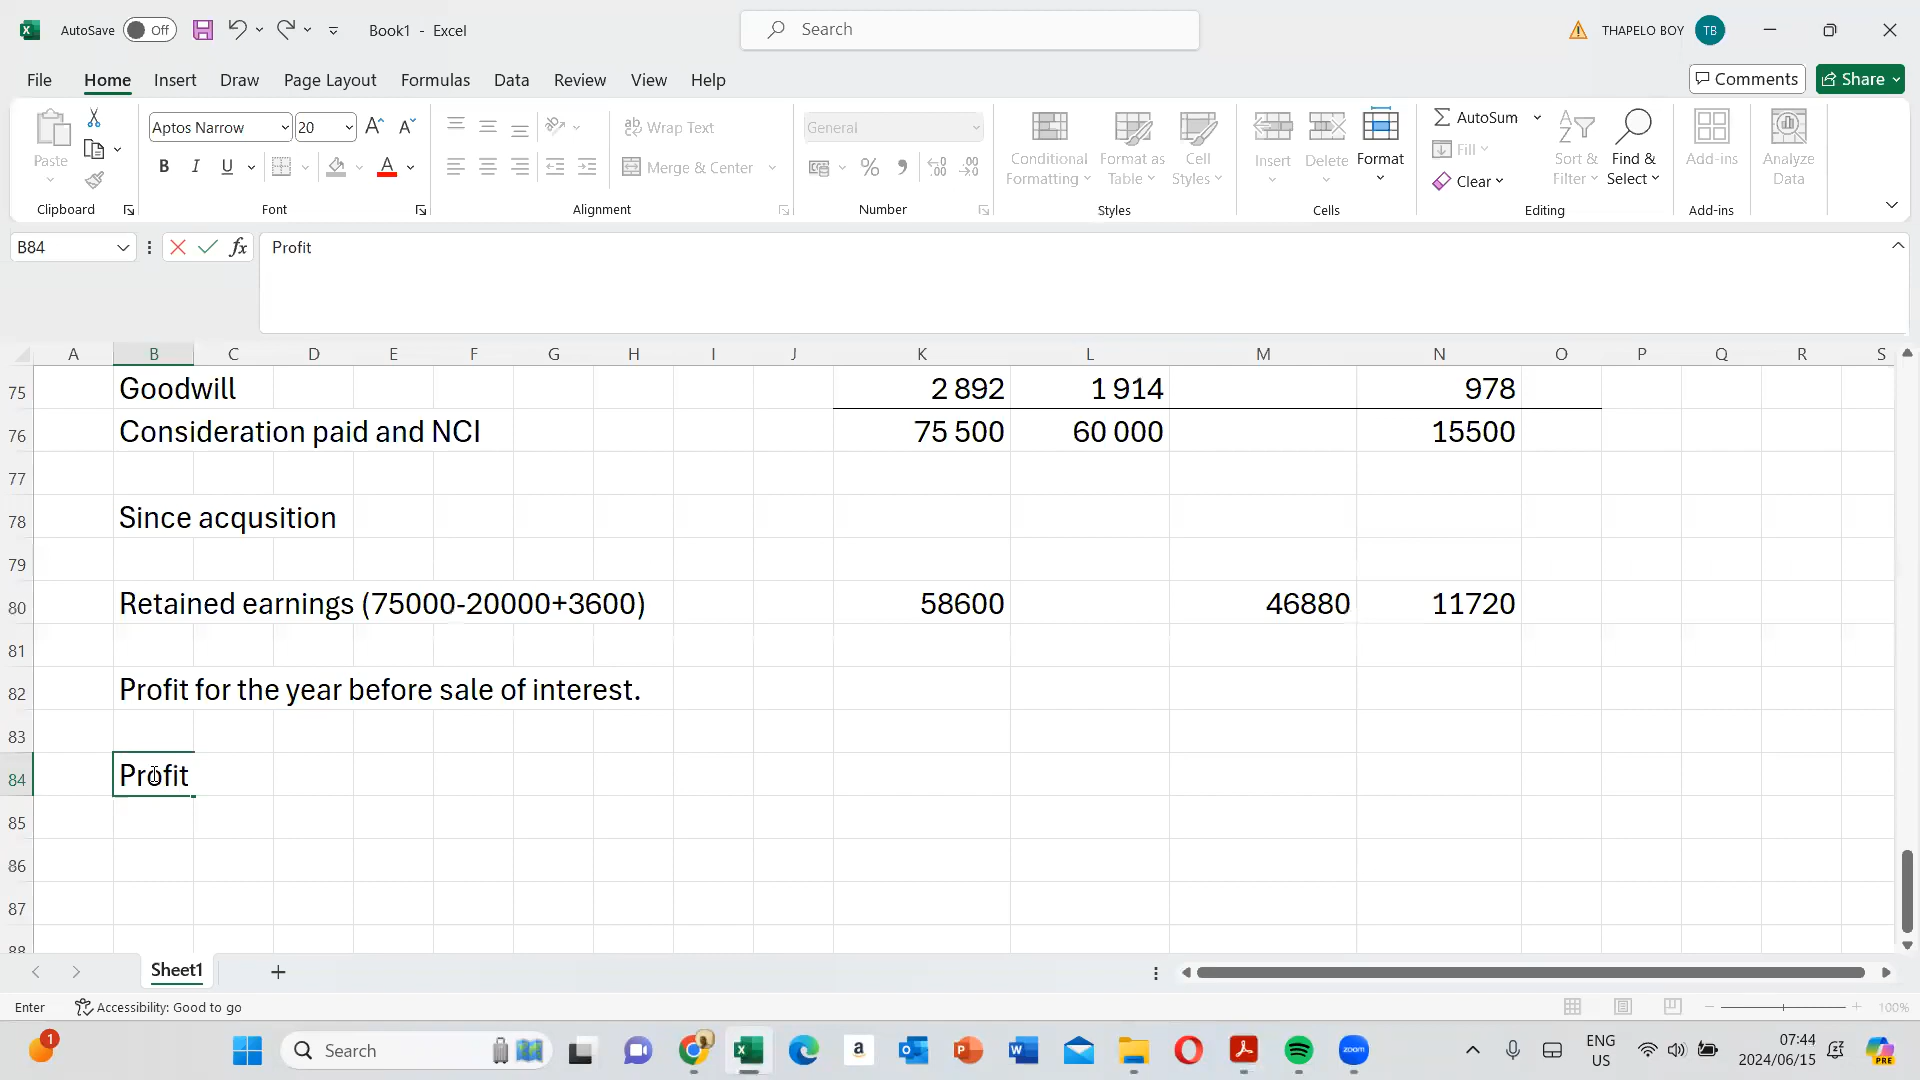 AutoSave Off Book1 - Excel Search THAPELO BOY TB
File Home Insert Draw Page Layout Formulas Data Review View Help Comments Share
Paste Aptos Narrow 20 Wrap Text General Conditional Formatting Format as Table Cell Styles Insert Delete Format AutoSum Fill Clear Sort & Filter Find & Select Add-ins Analyze Data
B I U A Merge & Center
Clipboard Font Alignment Number Styles Cells Editing Add-ins
B84 fx Profit
A B C D E F G H I J K L M N O P Q R S
75 Goodwill 2 892 1 914 978
76 Consideration paid and NCI 75 500 60 000 15500
77
78 Since acqusition
79
80 Retained earnings (75000-20000+3600) 58600 46880 11720
81
82 Profit for the year before sale of interest.
83
84 Profit
85
86
87
88
Sheet1
Enter Accessibility: Good to go 100%
1 Search a zoom ENG US 07:44 2024/06/15 PRE